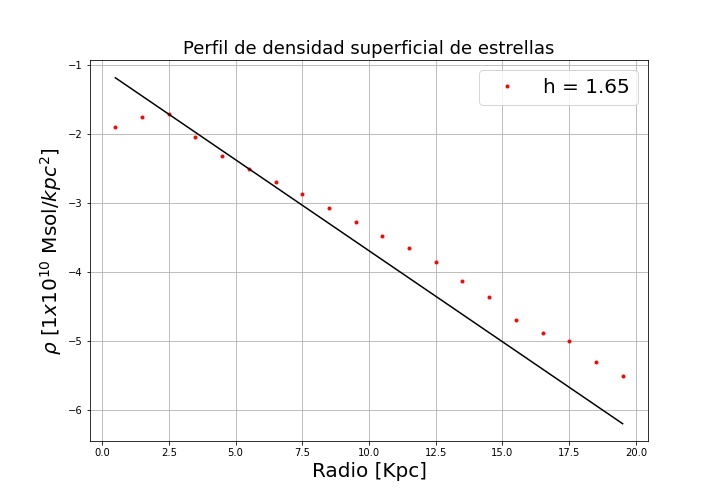 Perfil de densidad superficial de estrellas
h = 1.65
−1
−2
−3
−4
−5
−6
ρ [1x10¹⁰ Msol/kpc²]
0.0 2.5 5.0 7.5 10.0 12.5 15.0 17.5 20.0
Radio [Kpc]